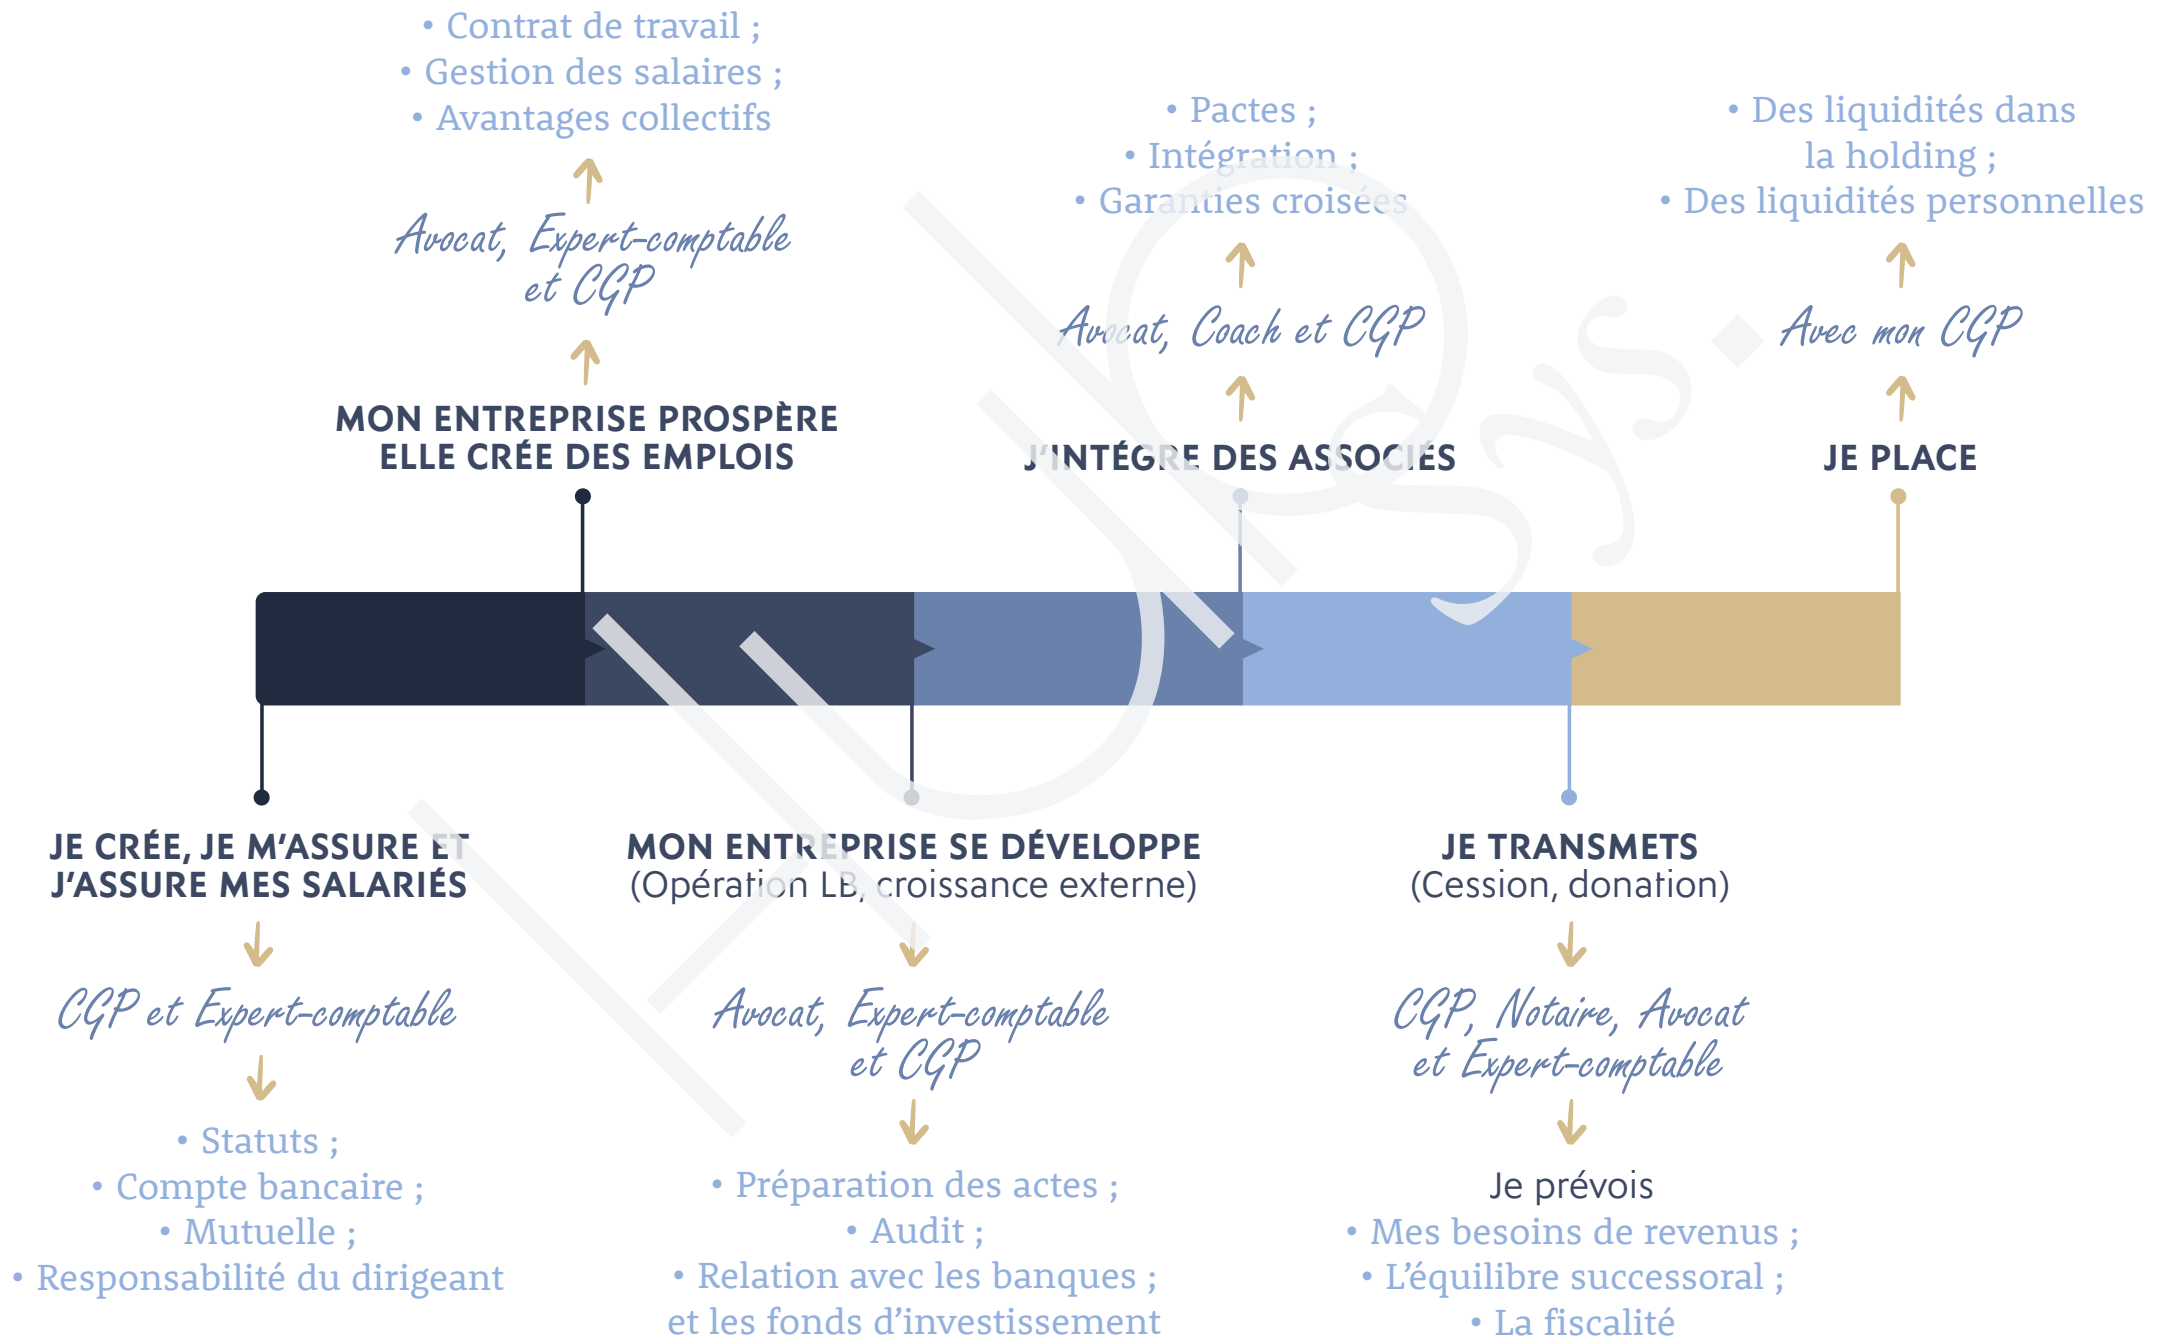 • Contrat de travail ;
• Gestion des salaires ;
• Avantages collectifs
Avocat, Expert-comptable
et CGP
MON ENTREPRISE PROSPÈRE
ELLE CRÉE DES EMPLOIS
• Pactes ;
• Intégration ;
• Garanties croisées
Avocat, Coach et CGP
J’INTÉGRE DES ASSOCIÉS
• Des liquidités dans
la holding ;
• Des liquidités personnelles
Avec mon CGP
JE PLACE
JE CRÉE, JE M’ASSURE ET
J’ASSURE MES SALARIÉS
CGP et Expert-comptable
• Statuts ;
• Compte bancaire ;
• Mutuelle ;
• Responsabilité du dirigeant
MON ENTREPRISE SE DÉVELOPPE
(Opération LB, croissance externe)
Avocat, Expert-comptable
et CGP
• Préparation des actes ;
• Audit ;
• Relation avec les banques ;
et les fonds d’investissement
JE TRANSMETS
(Cession, donation)
CGP, Notaire, Avocat
et Expert-comptable
Je prévois
• Mes besoins de revenus ;
• L’équilibre successoral ;
• La fiscalité